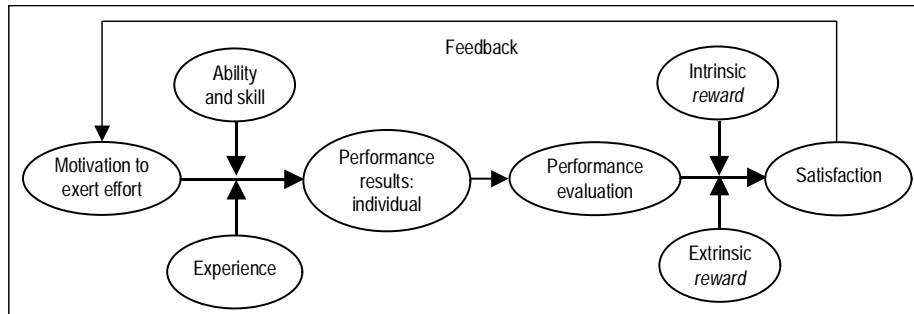 Feedback
Ability
and skill
Intrinsic
reward
Motivation to
exert effort
Performance
results:
individual
Performance
evaluation
Satisfaction
Experience
Extrinsic
reward